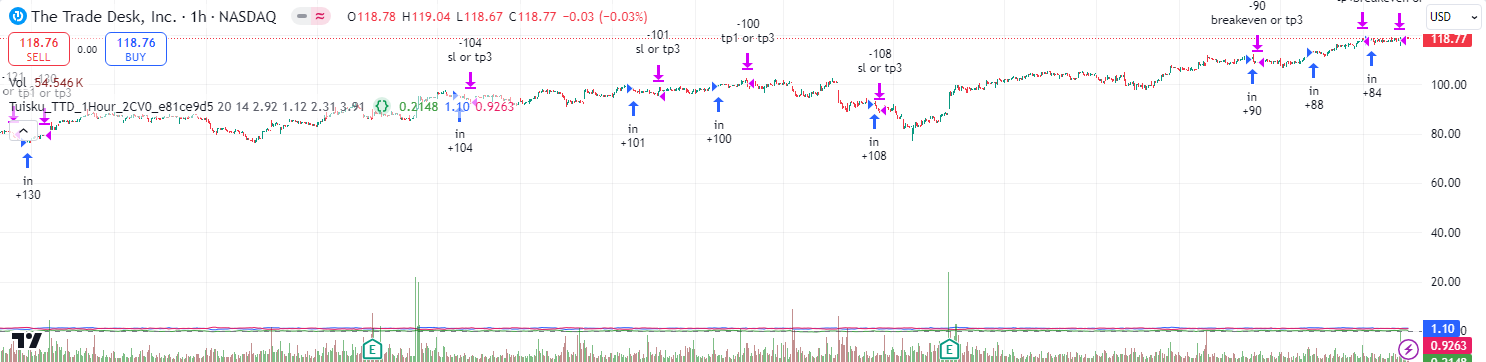 The Trade Desk, Inc. · 1h · NASDAQ
O118.78 H119.04 L118.67 C118.77 −0.03 (−0.03%)
118.76
SELL
0.00
118.76
BUY
Vol 54.546 K
or tp1 or tp3
Tuisku_TTD_1Hour_2CV0_e81ce9d5 20 14 2.92 1.12 2.31 3.91 0.2148 1.10 0.9263
in
+130
-104
sl or tp3
in
+104
-101
sl or tp3
in
+101
-100
tp1 or tp3
in
+100
-108
sl or tp3
in
+108
-90
breakeven or tp3
in
+90
in
+88
in
+84
USD
118.77
100.00
80.00
60.00
40.00
20.00
1.10
0.9263
0.2148
E
E